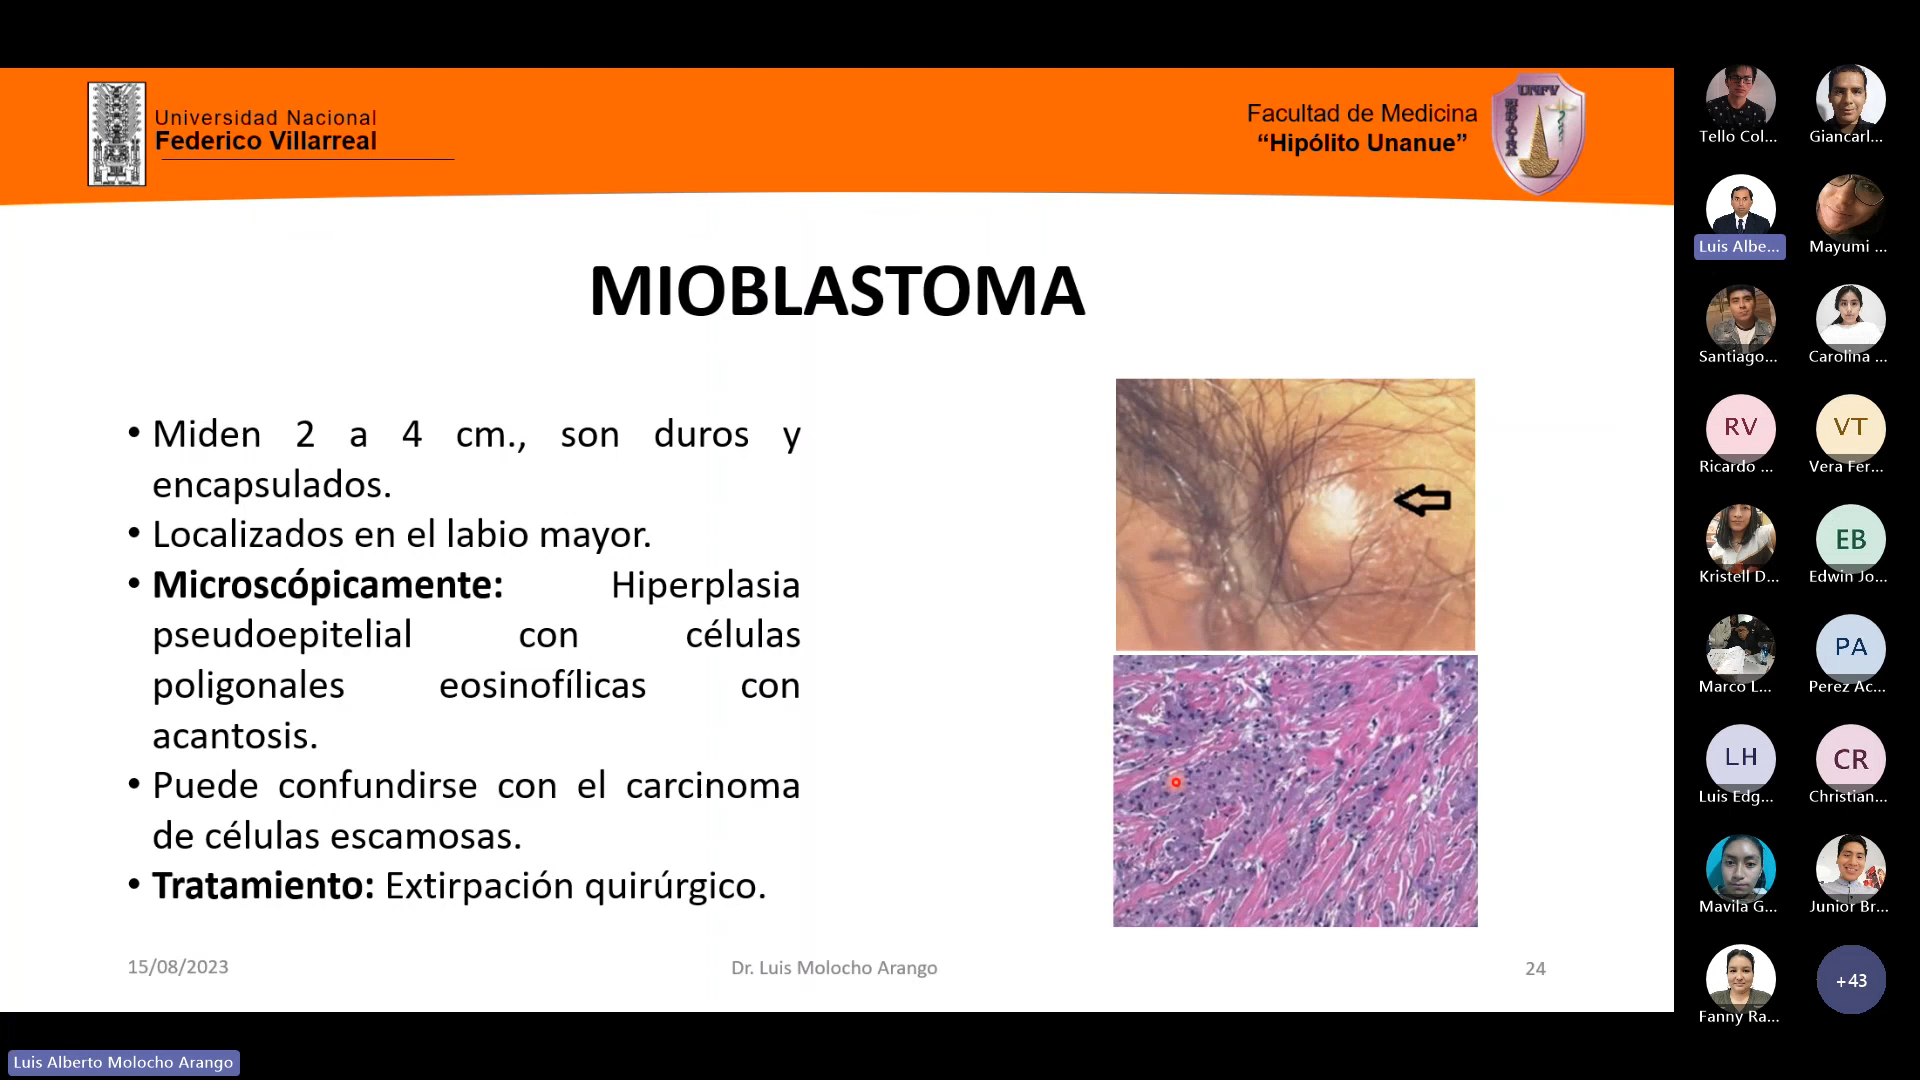 Universidad Nacional
Federico Villarreal
Facultad de Medicina
“Hipólito Unanue”
UNFV
MEDICINA
MIOBLASTOMA
• Miden 2 a 4 cm., son duros y
encapsulados.
• Localizados en el labio mayor.
• Microscópicamente: Hiperplasia
pseudoepitelial con células
poligonales eosinofílicas con
acantosis.
• Puede confundirse con el carcinoma
de células escamosas.
• Tratamiento: Extirpación quirúrgico.
15/08/2023
Dr. Luis Molocho Arango
24
Tello Col...
Giancarl...
Luis Albe...
Mayumi ...
Santiago...
Carolina ...
RV
VT
Ricardo ...
Vera Fer...
EB
Kristell D...
Edwin Jo...
PA
Marco L...
Perez Ac...
LH
CR
Luis Edg...
Christian...
Mavila G...
Junior Br...
+43
Fanny Ra...
Luis Alberto Molocho Arango